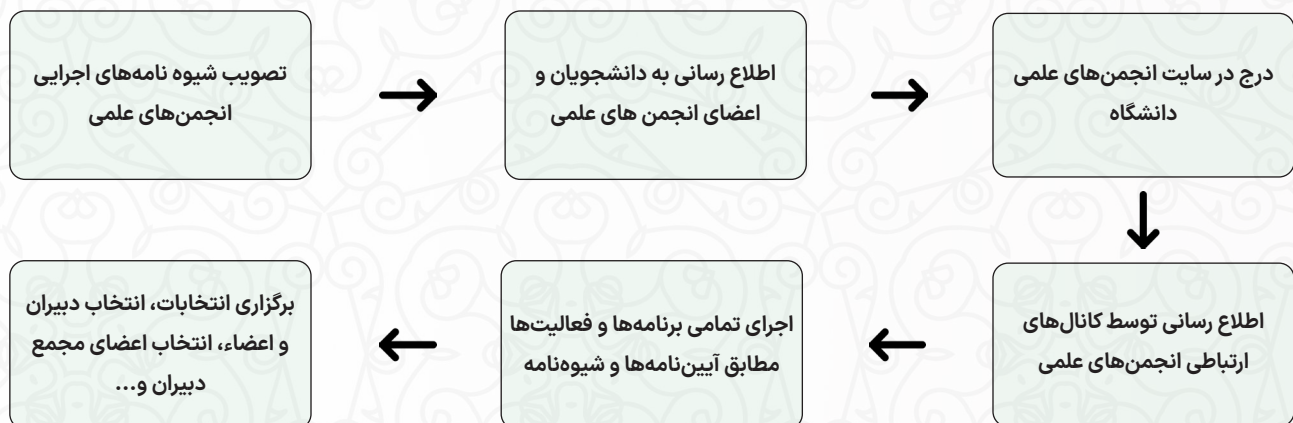 تصویب شیوه نامه‌های اجرایی
انجمن‌های علمی
اطلاع رسانی به دانشجویان و
اعضای انجمن های علمی
درج در سایت انجمن‌های علمی
دانشگاه
اطلاع رسانی توسط کانال‌های
ارتباطی انجمن‌های علمی
اجرای تمامی برنامه‌ها و فعالیت‌ها
مطابق آیین‌نامه‌ها و شیوه‌نامه
برگزاری انتخابات، انتخاب دبیران
و اعضاء، انتخاب اعضای مجمع
دبیران و...